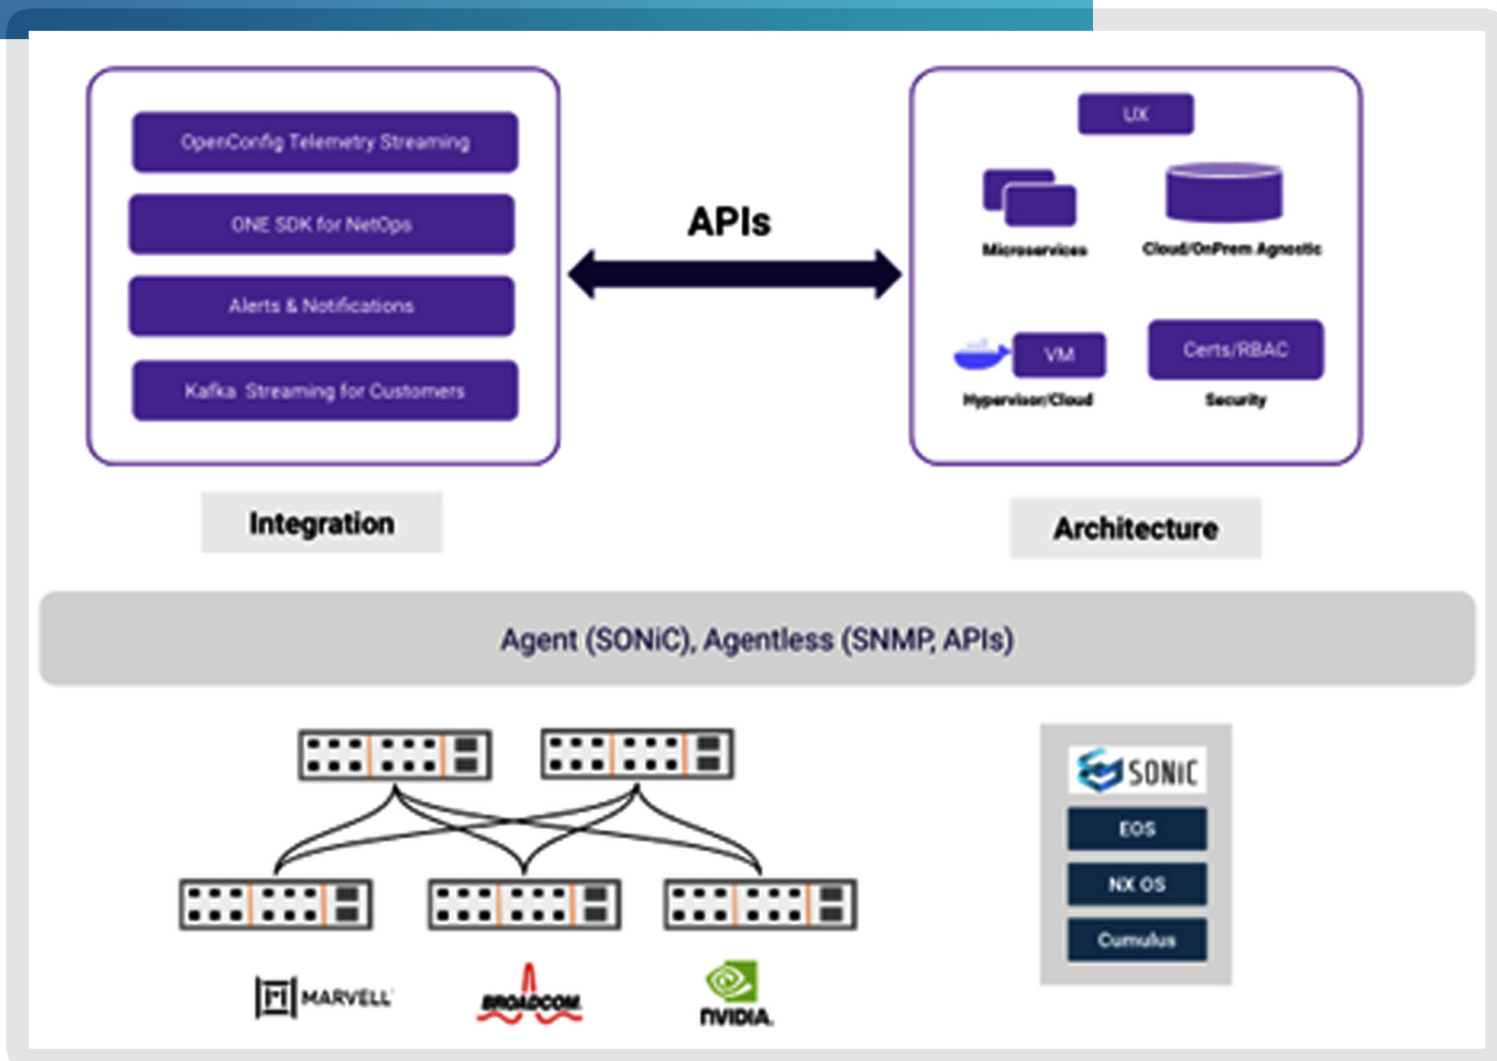 OpenConfig Telemetry Streaming
ONE SDK for NetOps
Alerts & Notifications
Kafka Streaming for Customers
Integration
APIs
UX
Microservices
Cloud/OnPrem Agnostic
VM
Hypervisor/Cloud
Certs/RBAC
Security
Architecture
Agent (SONiC), Agentless (SNMP, APIs)
MARVELL
BROADCOM
NVIDIA.
SONiC
EOS
NX OS
Cumulus